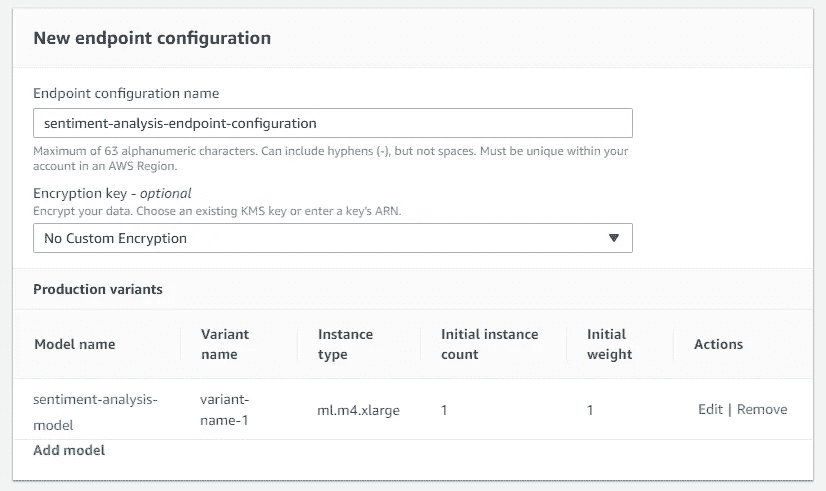 New endpoint configuration
Endpoint configuration name
sentiment-analysis-endpoint-configuration
Maximum of 63 alphanumeric characters. Can include hyphens (-), but not spaces. Must be unique within your
account in an AWS Region.
Encryption key - optional
Encrypt your data. Choose an existing KMS key or enter a key's ARN.
No Custom Encryption
Production variants
Model name
Variant
name
Instance
type
Initial instance
count
Initial
weight
Actions
sentiment-analysis-
model
variant-
name-1
ml.m4.xlarge
1
1
Edit | Remove
Add model